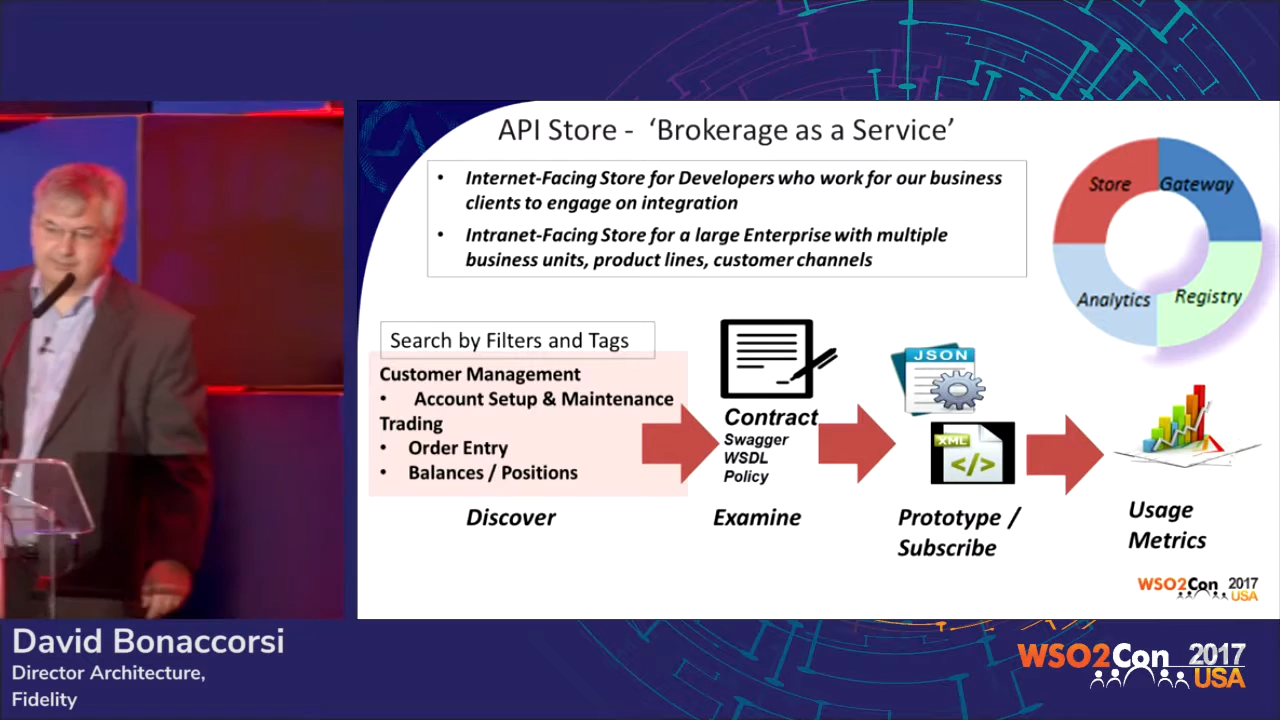 API Store - ‘Brokerage as a Service’
• Internet-Facing Store for Developers who work for our business
clients to engage on integration
• Intranet-Facing Store for a large Enterprise with multiple
business units, product lines, customer channels
Store
Gateway
Analytics
Registry
Search by Filters and Tags
Customer Management
• Account Setup & Maintenance
Trading
• Order Entry
• Balances / Positions
Discover
Contract
Swagger
WSDL
Policy
Examine
JSON
XML
</>
Prototype /
Subscribe
Usage
Metrics
WSO2Con 2017
USA
David Bonaccorsi
Director Architecture,
Fidelity
WSO2Con 2017
USA